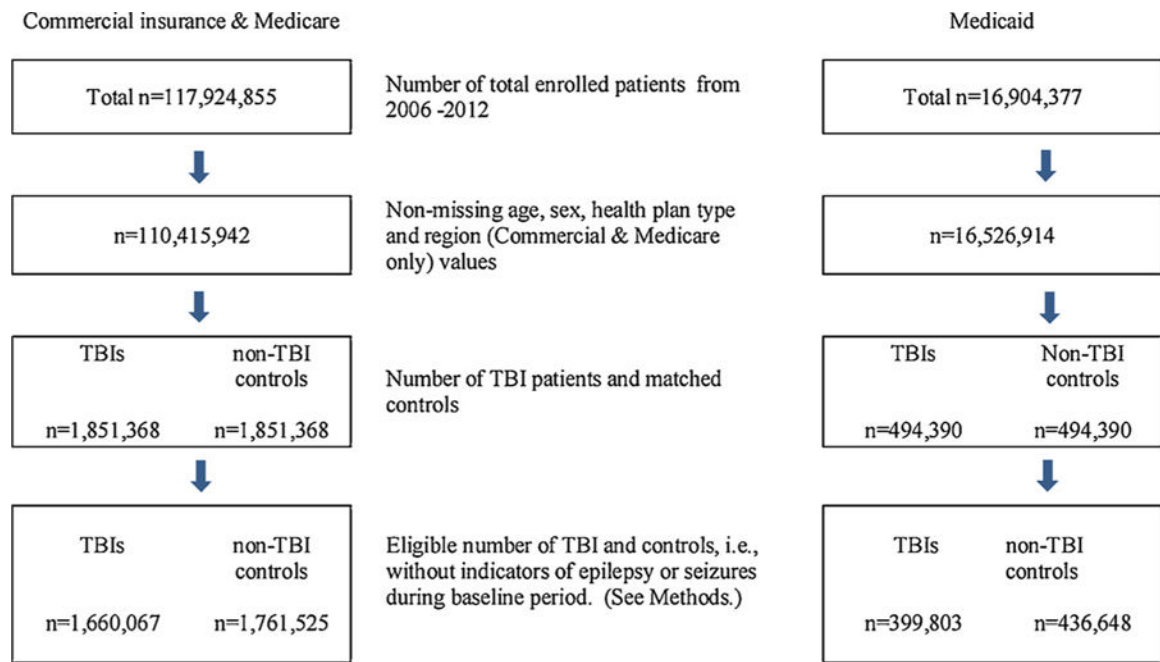 Commercial insurance & Medicare
Medicaid
Total n=117,924,855
Number of total enrolled patients from
2006 -2012
Total n=16,904,377
n=110,415,942
Non-missing age, sex, health plan type
and region (Commercial & Medicare
only) values
n=16,526,914
TBIs non-TBI
controls
n=1,851,368 n=1,851,368
Number of TBI patients and matched
controls
TBIs Non-TBI
controls
n=494,390 n=494,390
TBIs non-TBI
controls
n=1,660,067 n=1,761,525
Eligible number of TBI and controls, i.e.,
without indicators of epilepsy or seizures
during baseline period. (See Methods.)
TBIs non-TBI
controls
n=399,803 n=436,648